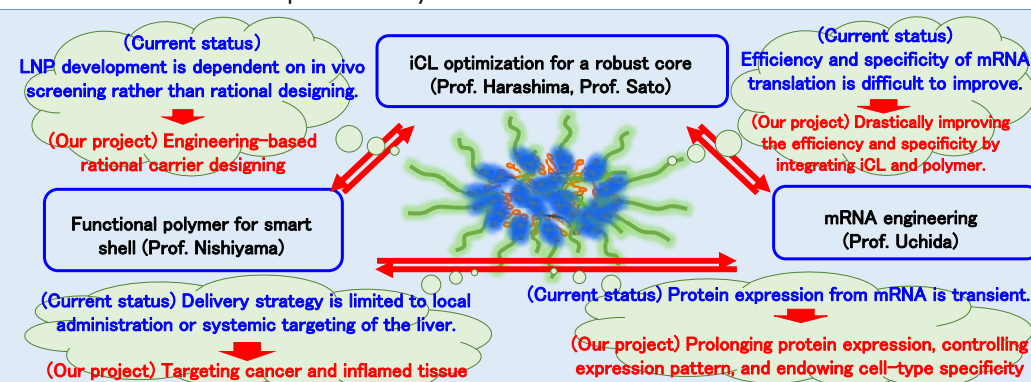 (Current status)
LNP development is dependent on in vivo
screening rather than rational designing.
(Our project) Engineering-based
rational carrier designing
iCL optimization for a robust core
(Prof. Harashima, Prof. Sato)
(Current status)
Efficiency and specificity of mRNA
translation is difficult to improve.
(Our project) Drastically improving
the efficiency and specificity by
integrating iCL and polymer.
Functional polymer for smart
shell (Prof. Nishiyama)
mRNA engineering
(Prof. Uchida)
(Current status) Delivery strategy is limited to local
administration or systemic targeting of the liver.
(Our project) Targeting cancer and inflamed tissue
(Current status) Protein expression from mRNA is transient.
(Our project) Prolonging protein expression, controlling
expression pattern, and endowing cell-type specificity